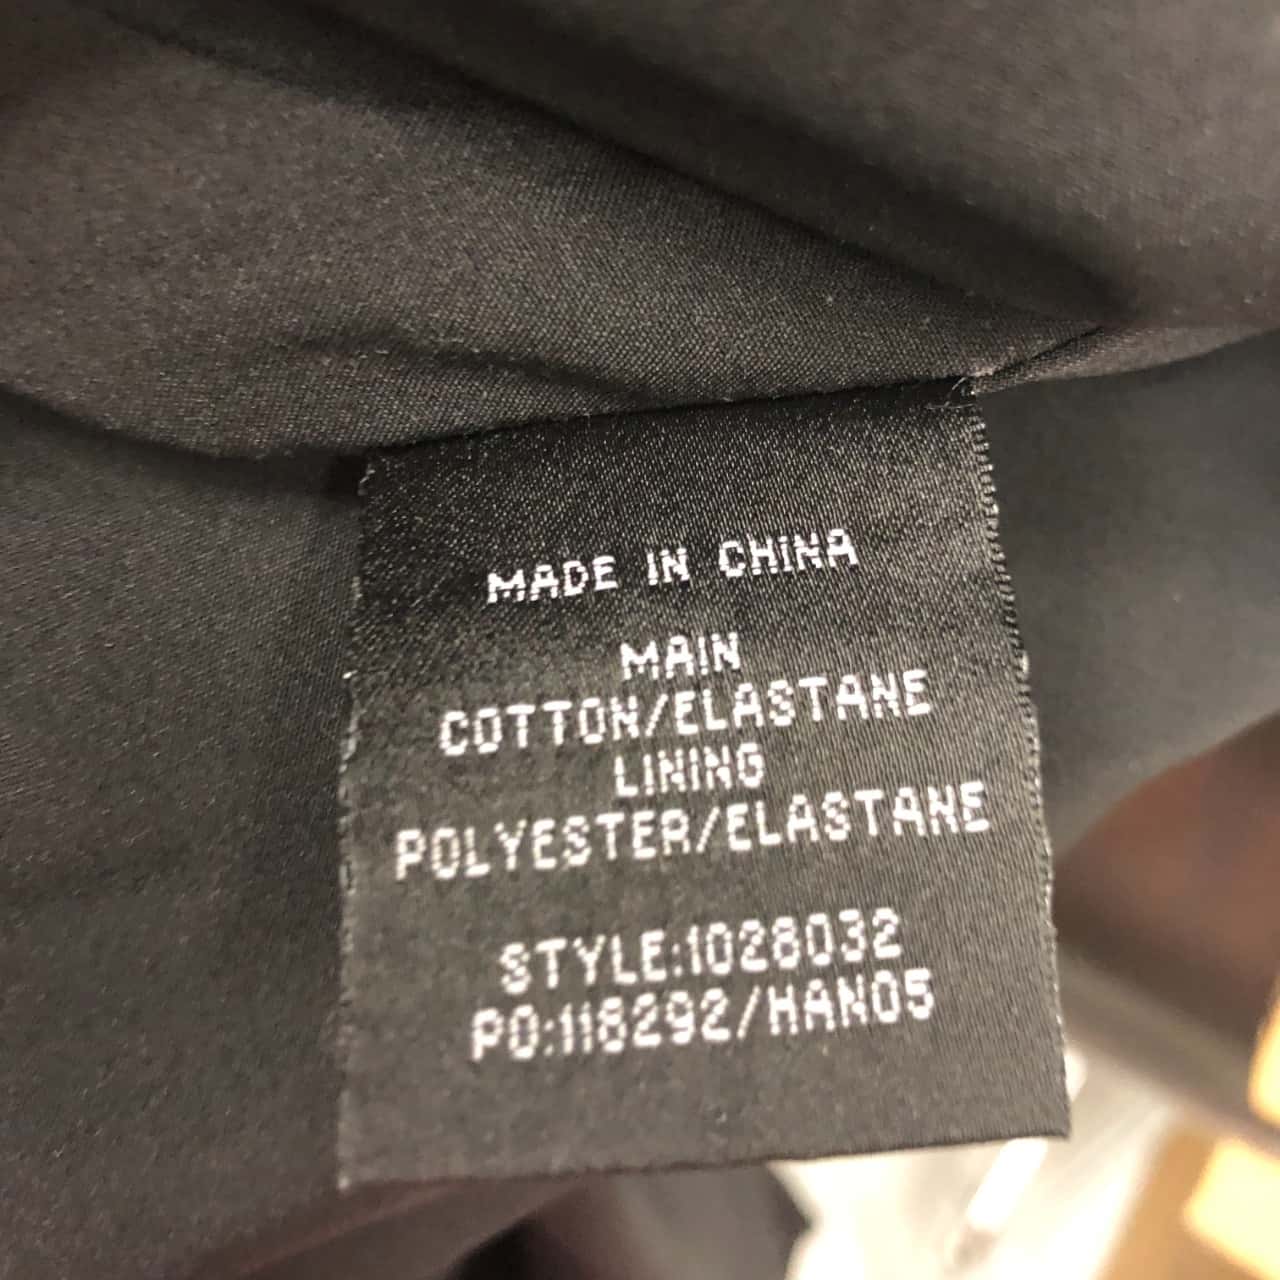 MADE IN CHINA
MAIN
COTTON/ELASTANE
LINING
POLYESTER/ELASTANE
STYLE:1028032
PO:118292/HAN05